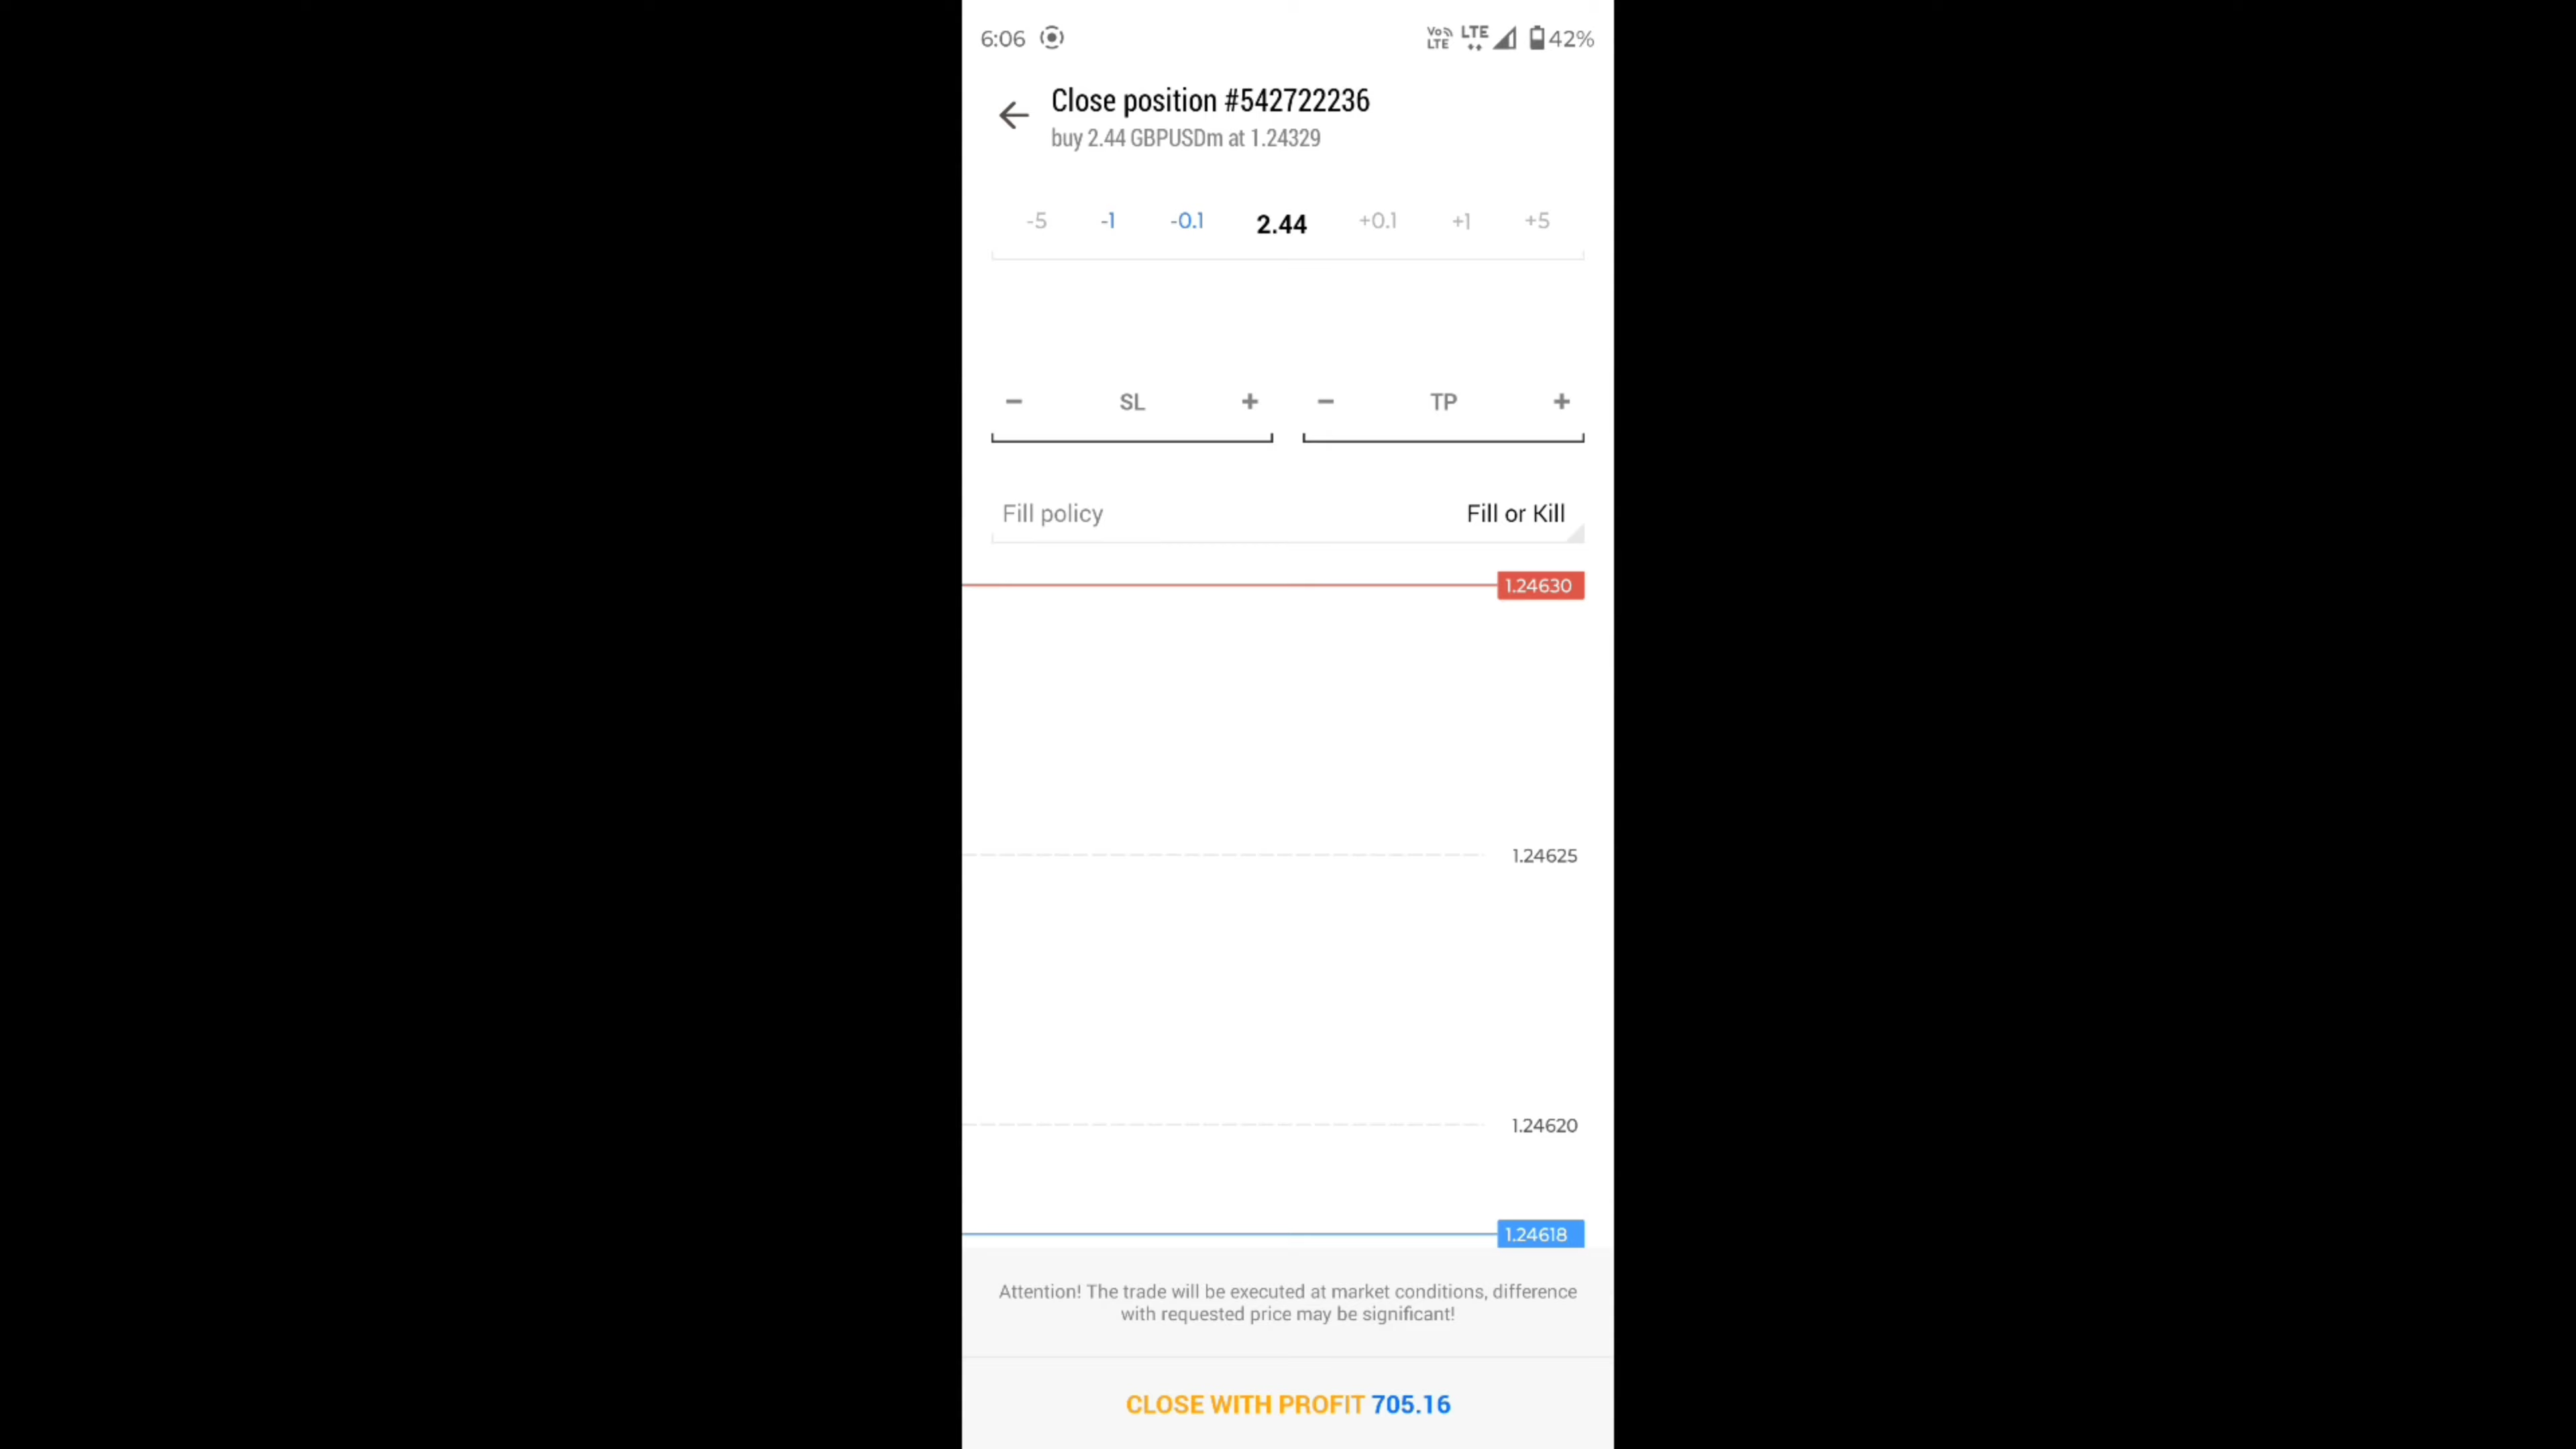 6:06 Vo LTE LTE 42%
Close position #542722236
buy 2.44 GBPUSDm at 1.24329
-5 -1 -0.1 2.44 +0.1 +1 +5
− SL + − TP +
Fill policy Fill or Kill
1.24630
1.24625
1.24620
1.24618
Attention! The trade will be executed at market conditions, difference
with requested price may be significant!
CLOSE WITH PROFIT 705.16